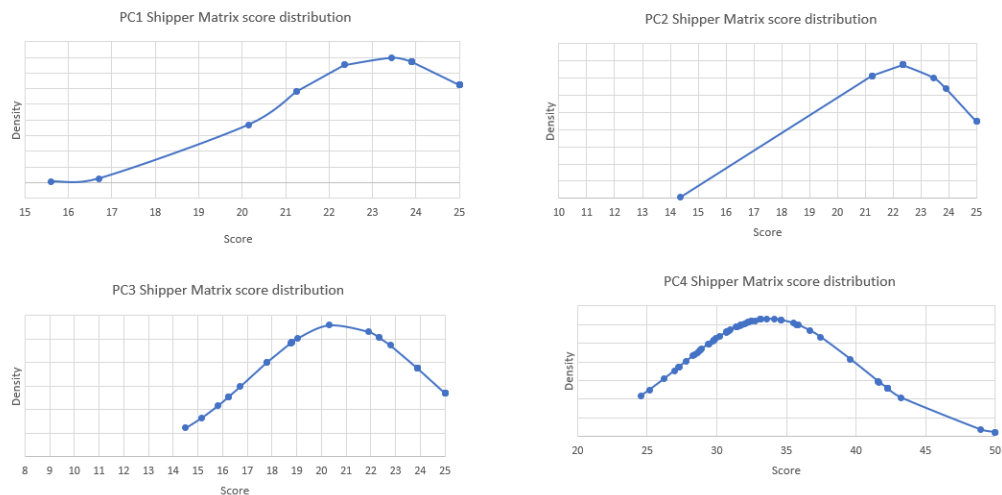 PC1 Shipper Matrix score distribution
Density
15 16 17 18 19 20 21 22 23 24 25
Score
PC2 Shipper Matrix score distribution
Density
10 11 12 13 14 15 16 17 18 19 20 21 22 23 24 25
Score
PC3 Shipper Matrix score distribution
Density
8 9 10 11 12 13 14 15 16 17 18 19 20 21 22 23 24 25
Score
PC4 Shipper Matrix score distribution
Density
20 25 30 35 40 45 50
Score